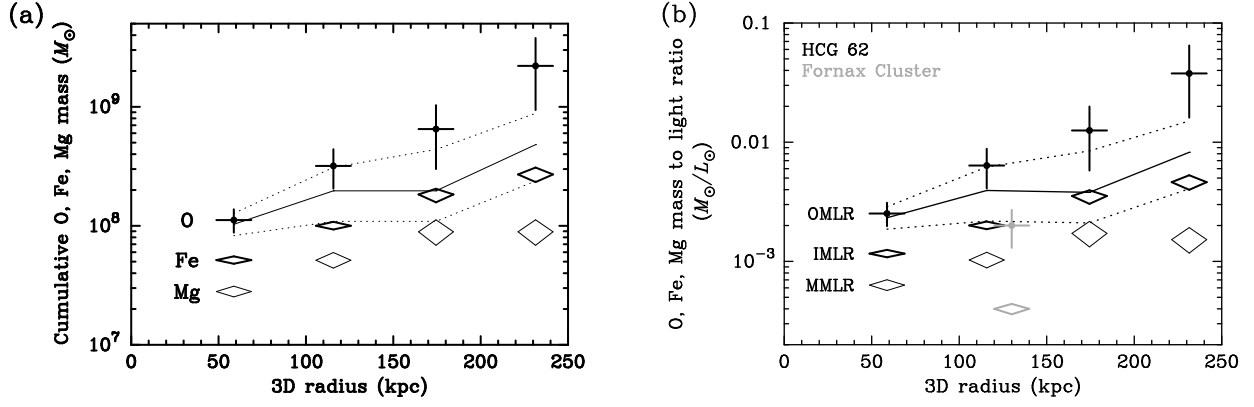 (a)
Cumulative O, Fe, Mg mass (M⊙)
10⁹
10⁸
10⁷
O
Fe
Mg
0 50 100 150 200 250
3D radius (kpc)
(b)
O, Fe, Mg mass to light ratio
(M⊙/L⊙)
0.1
0.01
10⁻³
HCG 62
Fornax Cluster
OMLR
IMLR
MMLR
0 50 100 150 200 250
3D radius (kpc)